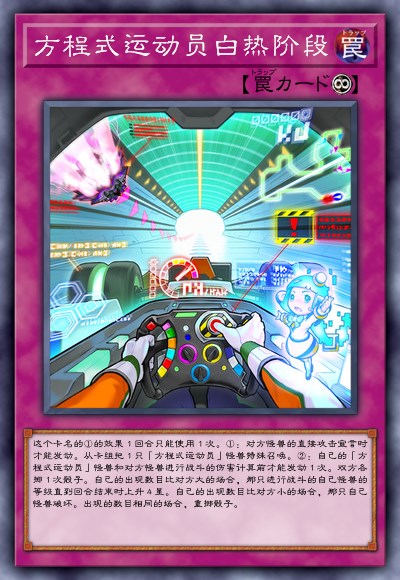 方程式运动员白热阶段 罠
トラップ
【罠カード】
トラップ
这个卡名的①的效果1回合只能使用1次。①：对方怪兽的直接攻击宣言时
才能发动。从卡组把1只「方程式运动员」怪兽特殊召唤。②：自己的「方
程式运动员」怪兽和对方怪兽进行战斗的伤害计算前才能发动1次。双方各
掷1次骰子。自己的出现数目比对方大的场合，那只进行战斗的自己怪兽的
等级直到回合结束时上升4星。自己的出现数目比对方小的场合，那只自己
怪兽破坏。出现的数目相同的场合，重掷骰子。